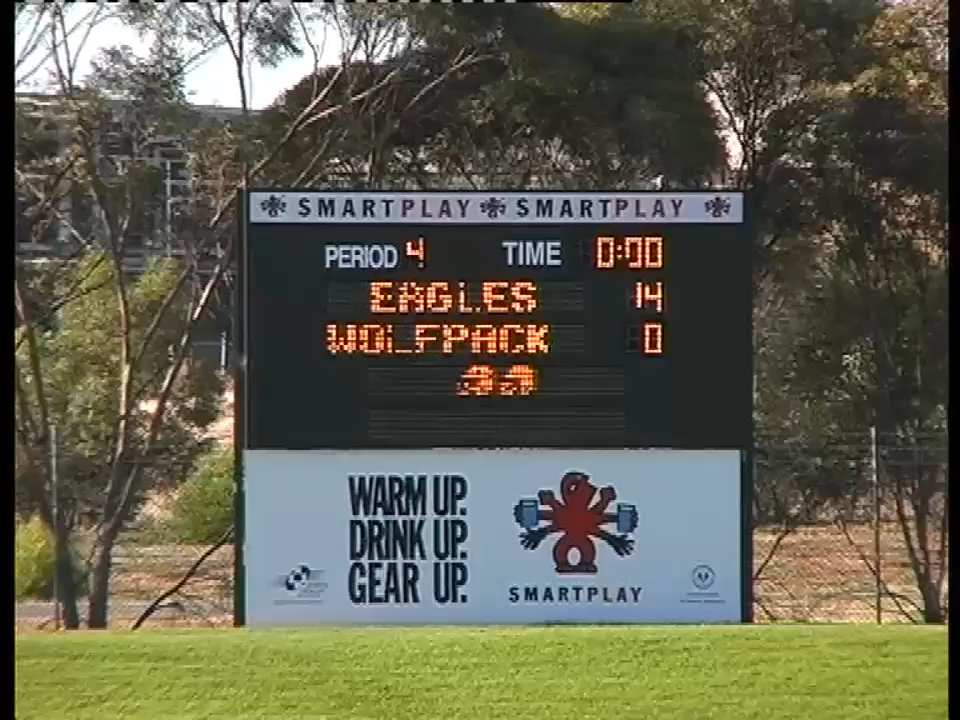 SMARTPLAY SMARTPLAY
PERIOD 4 TIME 0:00
EAGLES 14
WOLFPACK 0
WARM UP.
DRINK UP.
GEAR UP.
SMARTPLAY